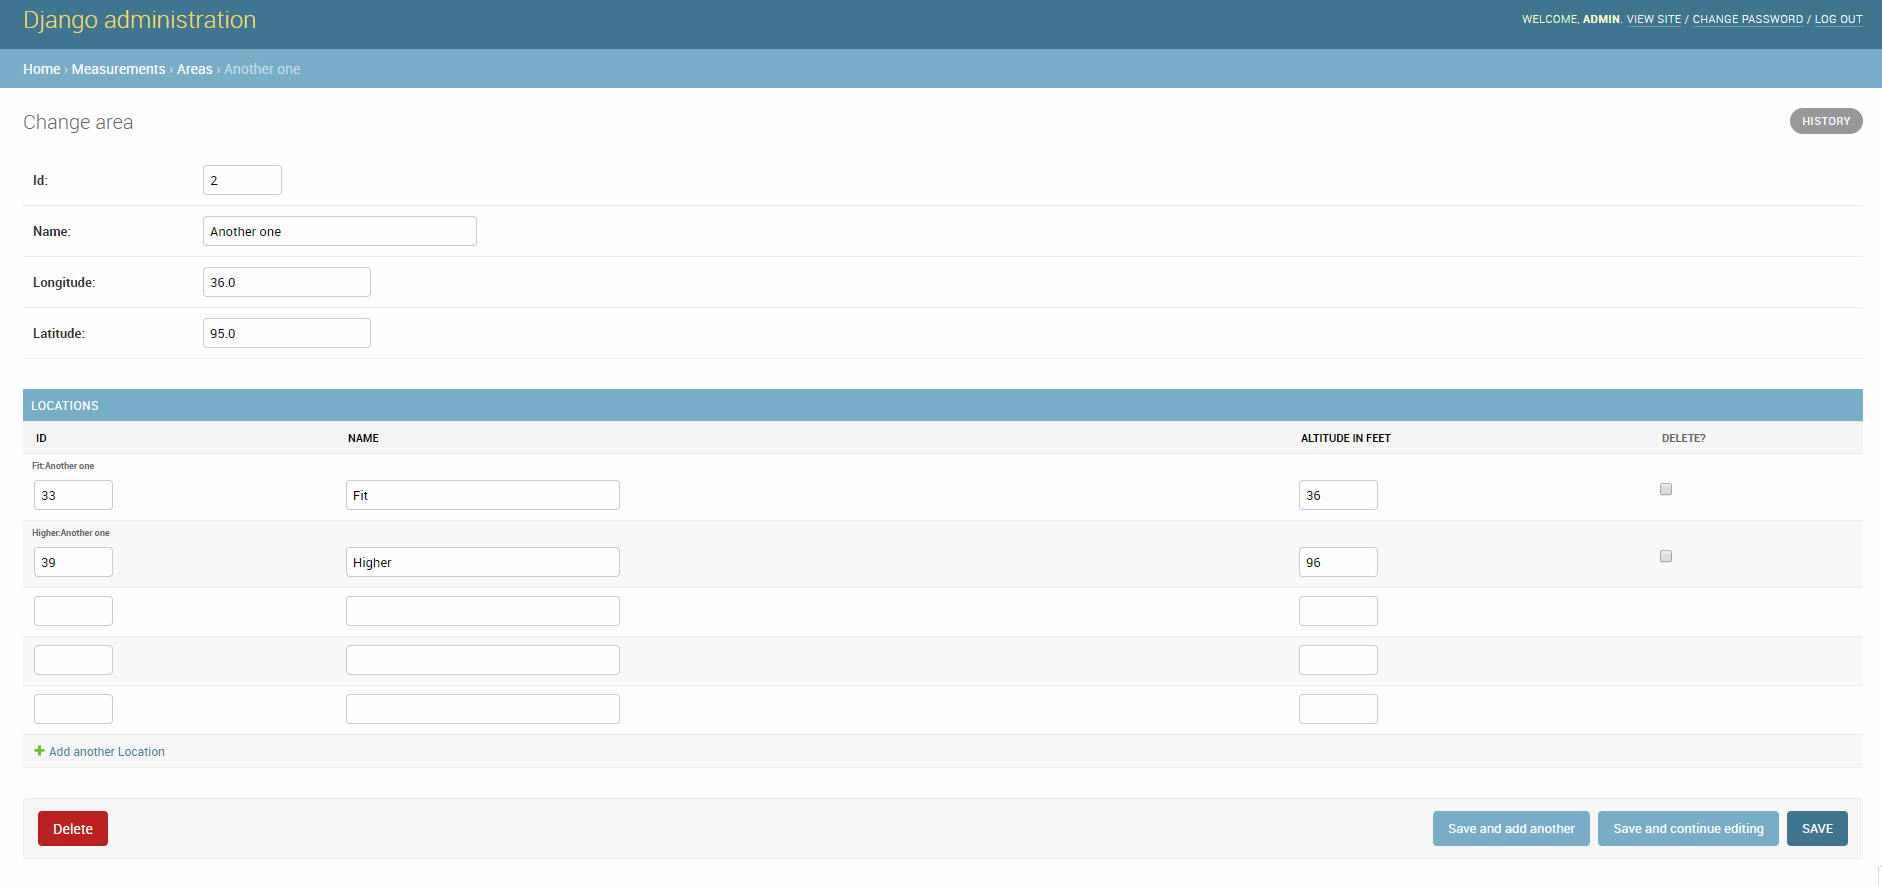 Django administration
WELCOME, ADMIN. VIEW SITE / CHANGE PASSWORD / LOG OUT
Home › Measurements › Areas › Another one
Change area
HISTORY
Id: 2
Name: Another one
Longitude: 36.0
Latitude: 95.0
LOCATIONS
ID NAME ALTITUDE IN FEET DELETE?
Fit:Another one
33 Fit 36
Higher:Another one
39 Higher 96
Add another Location
Delete Save and add another Save and continue editing SAVE